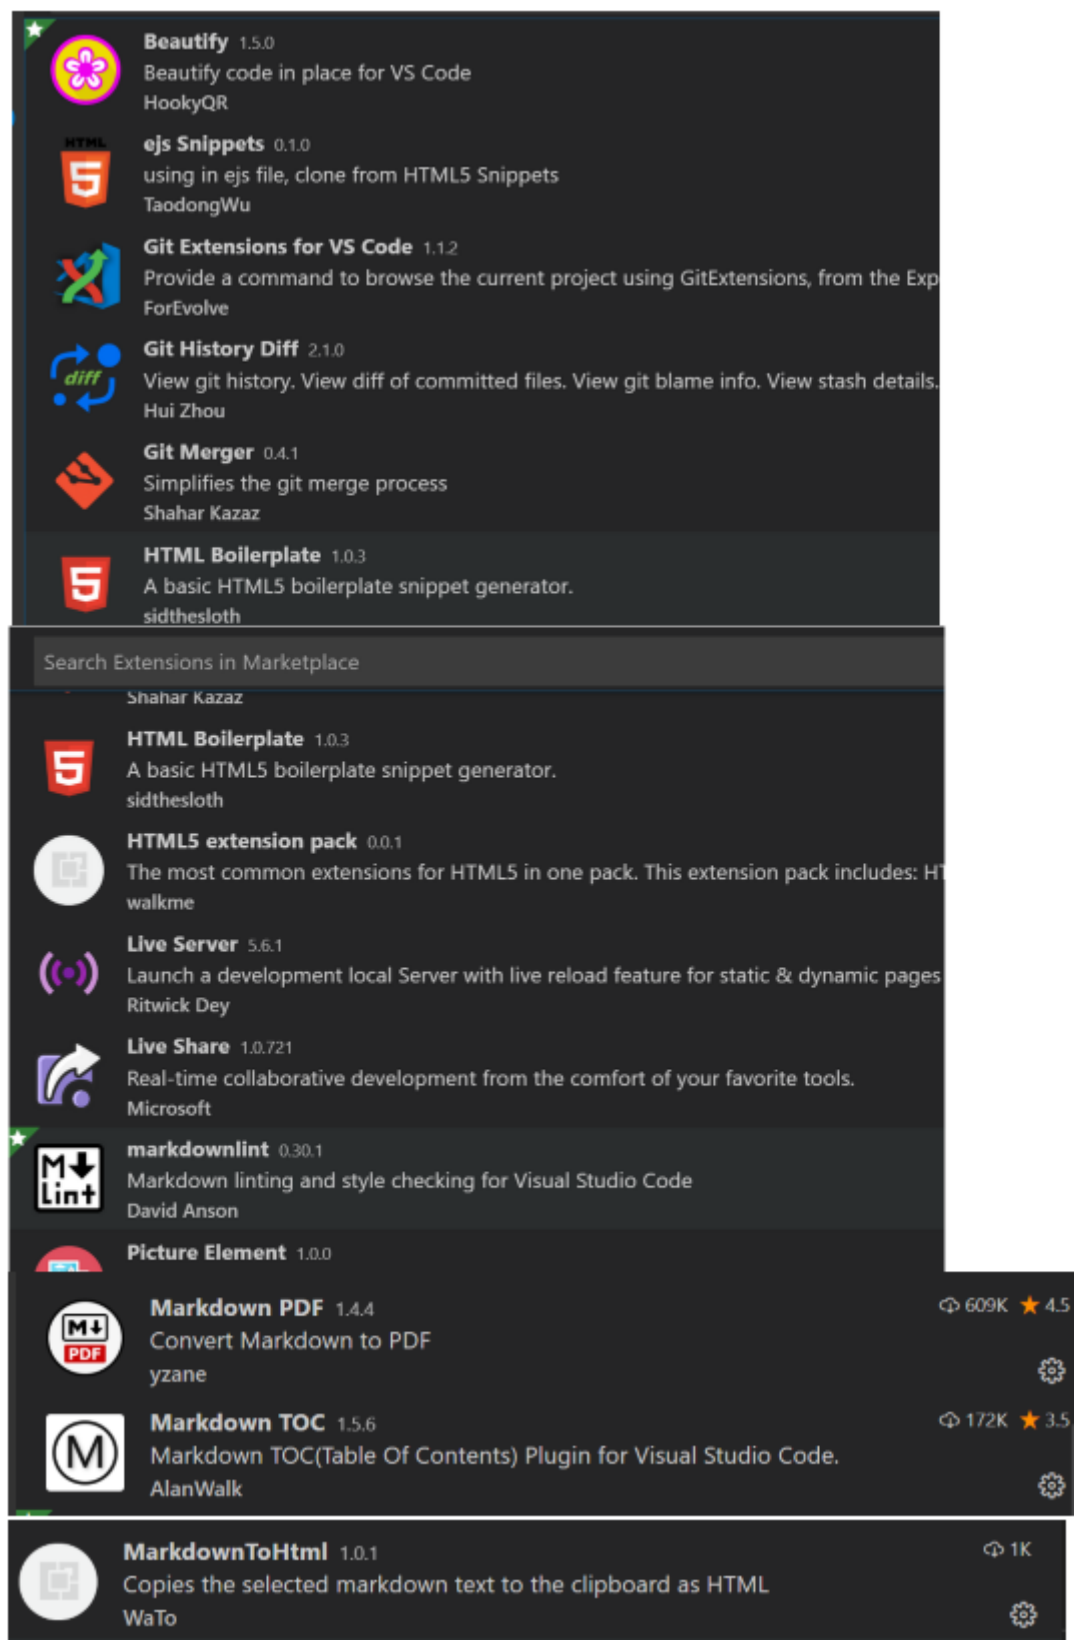 Beautify 1.5.0
Beautify code in place for VS Code
HookyQR
HTML
ejs Snippets 0.1.0
using in ejs file, clone from HTML5 Snippets
TaodongWu
Git Extensions for VS Code 1.1.2
Provide a command to browse the current project using GitExtensions, from the Exp
ForEvolve
Git History Diff 2.1.0
diff
View git history. View diff of committed files. View git blame info. View stash details.
Hui Zhou
Git Merger 0.4.1
Simplifies the git merge process
Shahar Kazaz
HTML Boilerplate 1.0.3
A basic HTML5 boilerplate snippet generator.
sidthesloth
Search Extensions in Marketplace
Shahar Kazaz
HTML Boilerplate 1.0.3
A basic HTML5 boilerplate snippet generator.
sidthesloth
HTML5 extension pack 0.0.1
The most common extensions for HTML5 in one pack. This extension pack includes: HT
walkme
Live Server 5.6.1
Launch a development local Server with live reload feature for static & dynamic pages
Ritwick Dey
Live Share 1.0.721
Real-time collaborative development from the comfort of your favorite tools.
Microsoft
markdownlint 0.30.1
M Lint
Markdown linting and style checking for Visual Studio Code
David Anson
Picture Element 1.0.0
Markdown PDF 1.4.4 609K 4.5
M PDF
Convert Markdown to PDF
yzane
Markdown TOC 1.5.6 172K 3.5
M
Markdown TOC(Table Of Contents) Plugin for Visual Studio Code.
AlanWalk
MarkdownToHtml 1.0.1 1K
Copies the selected markdown text to the clipboard as HTML
WaTo